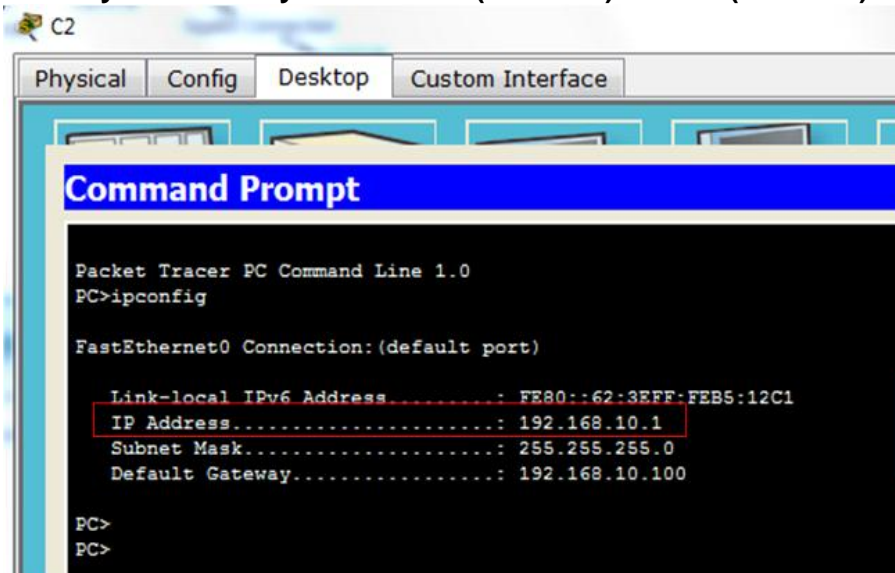 C2
Physical Config Desktop Custom Interface
Command Prompt
Packet Tracer PC Command Line 1.0
PC>ipconfig
FastEthernet0 Connection:(default port)
Link-local IPv6 Address.........: FE80::62:3EFF:FEB5:12C1
IP Address......................: 192.168.10.1
Subnet Mask.....................: 255.255.255.0
Default Gateway.................: 192.168.10.100
PC>
PC>